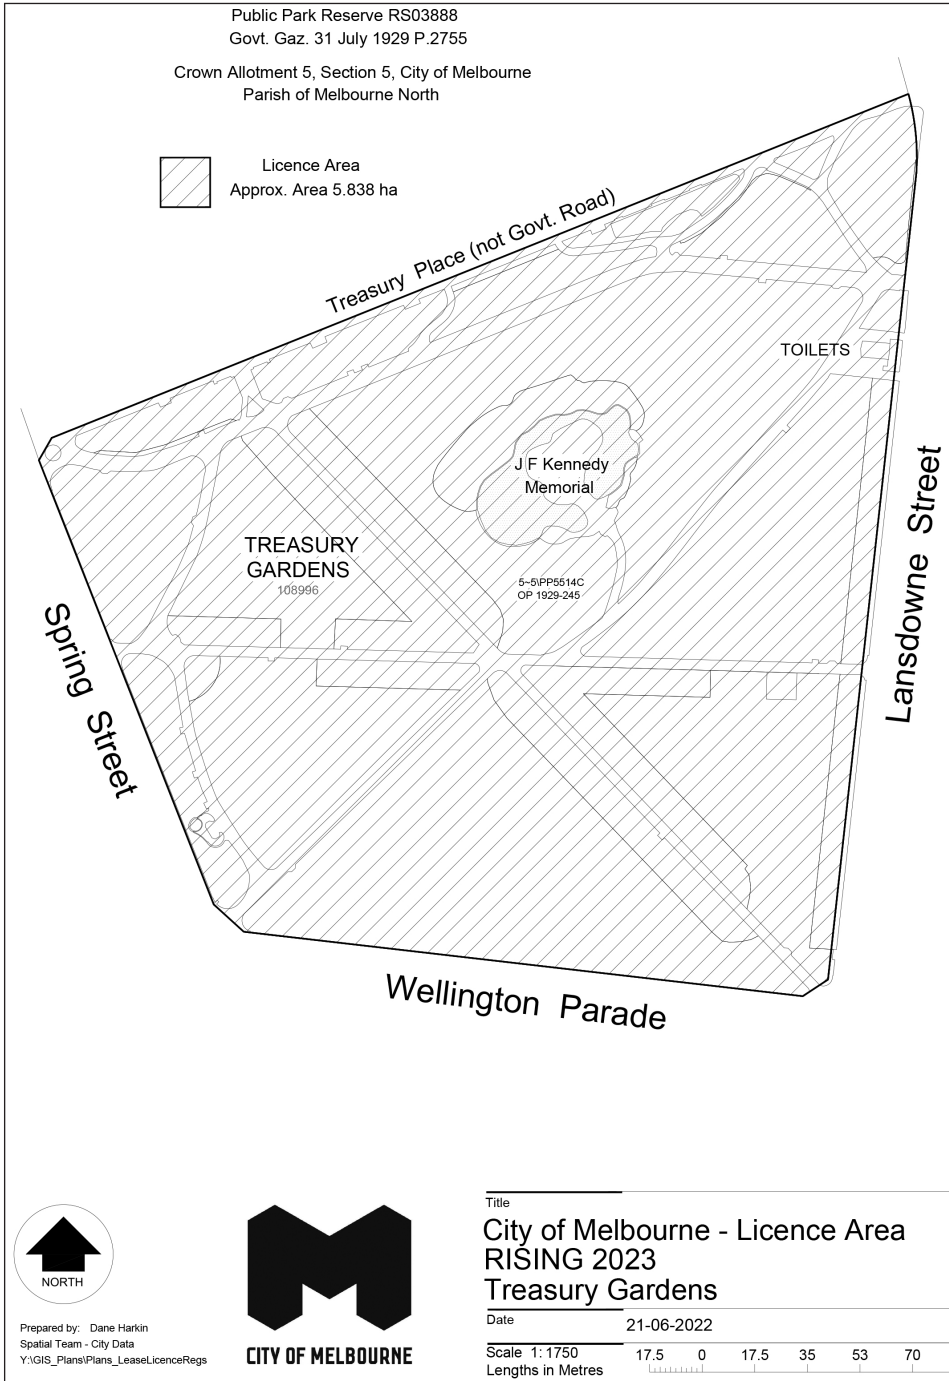 Public Park Reserve RS03888
Govt. Gaz. 31 July 1929 P.2755
Crown Allotment 5, Section 5, City of Melbourne
Parish of Melbourne North
Licence Area
Approx. Area 5.838 ha
Treasury Place (not Govt. Road)
TOILETS
J F Kennedy
Memorial
TREASURY
GARDENS
108996
5~5\PP5514C
OP 1929-245
Spring Street
Lansdowne Street
Wellington Parade
NORTH
Prepared by: Dane Harkin
Spatial Team - City Data
Y:\GIS_Plans\Plans_LeaseLicenceRegs
CITY OF MELBOURNE
Title
City of Melbourne - Licence Area
RISING 2023
Treasury Gardens
Date 21-06-2022
Scale 1:1750
Lengths in Metres
17.5 0 17.5 35 53 70